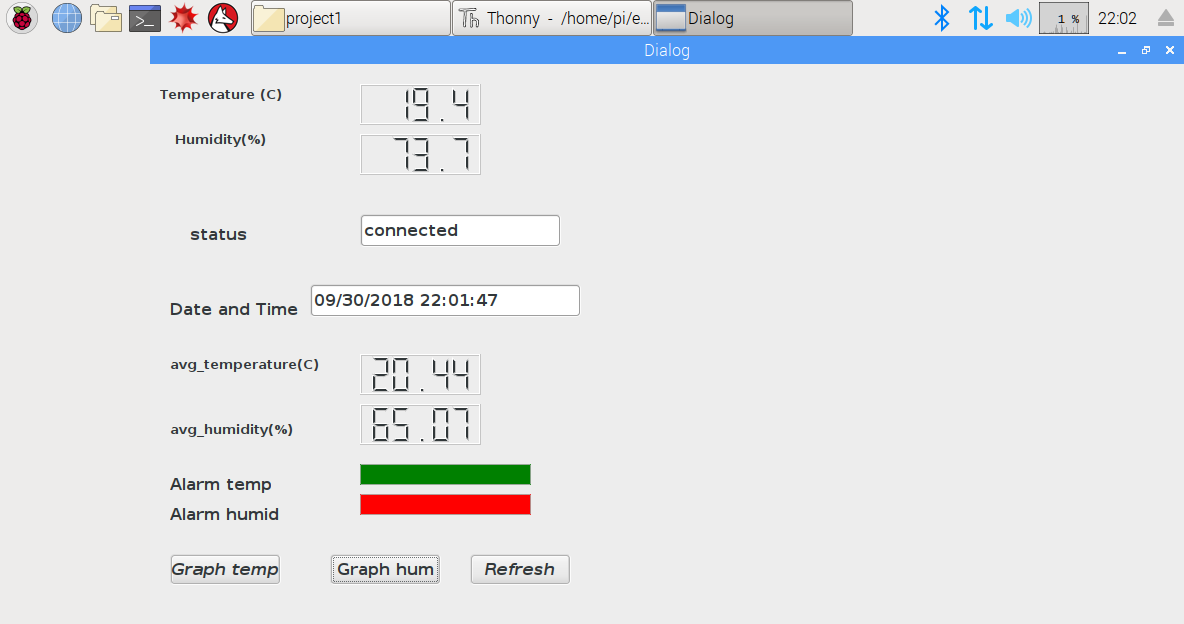 project1
Thonny - /home/pi/e...
Dialog
1 %
22:02
Dialog
Temperature (C)
19.4
Humidity(%)
73.7
status
connected
Date and Time
09/30/2018 22:01:47
avg_temperature(C)
20.44
avg_humidity(%)
65.07
Alarm temp
Alarm humid
Graph temp
Graph hum
Refresh